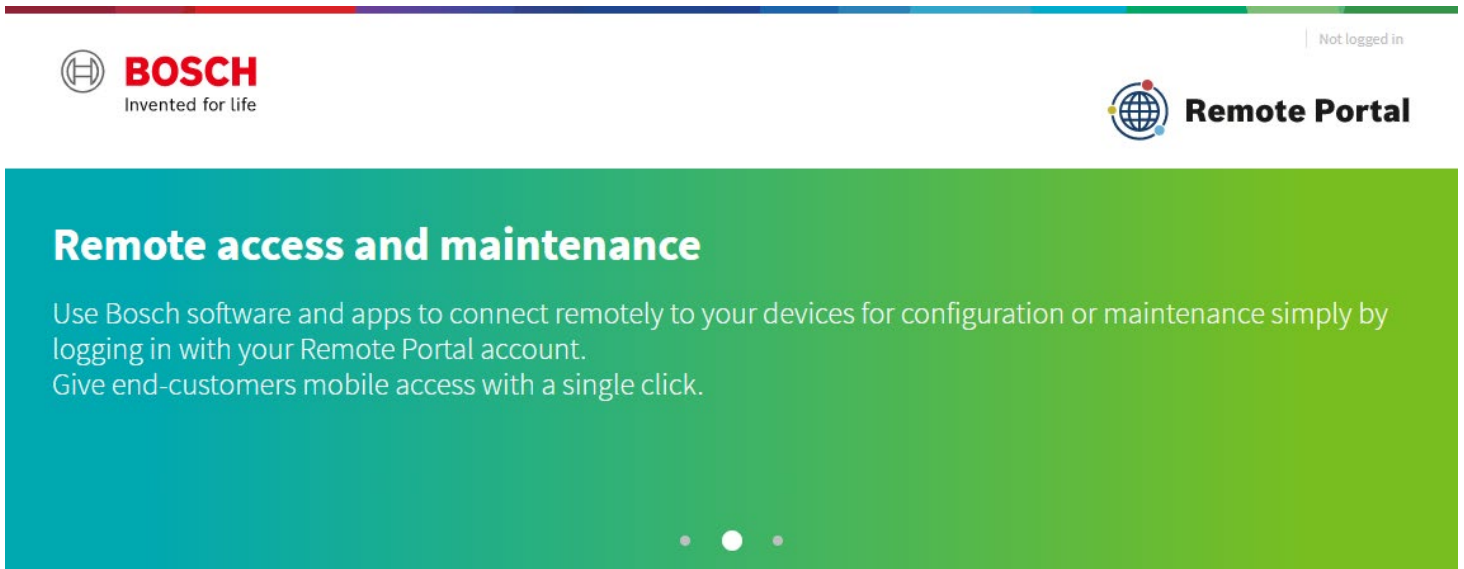 Not logged in
BOSCH
Invented for life
Remote Portal
Remote access and maintenance
Use Bosch software and apps to connect remotely to your devices for configuration or maintenance simply by
logging in with your Remote Portal account.
Give end-customers mobile access with a single click.